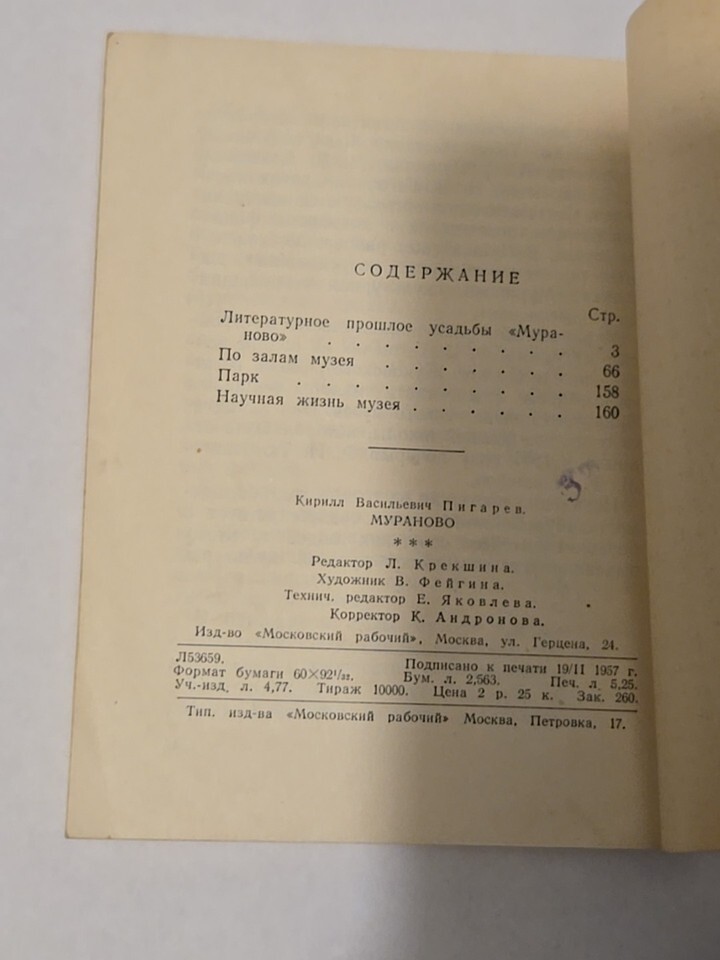 СОДЕРЖАНИЕ
Стр.
Литературное прошлое усадьбы «Мура-
ново» . . . . . . . . . 3
По залам музея . . . . . . . 66
Парк . . . . . . . . . . 158
Научная жизнь музея . . . . . . 160
3
Кирилл Васильевич Пигарев.
МУРАНОВО
* * *
Редактор Л. Крекшина.
Художник В. Фейгина.
Технич. редактор Е. Яковлева.
Корректор К. Андронова.
Изд-во «Московский рабочий», Москва, ул. Герцена, 24.
Л53659. Подписано к печати 19/II 1957 г.
Формат бумаги 60×92¹/₃₂. Бум. л. 2,563. Печ. л. 5,25.
Уч.-изд. л. 4,77. Тираж 10000. Цена 2 р. 25 к. Зак. 260.
Тип. изд-ва «Московский рабочий» Москва, Петровка, 17.